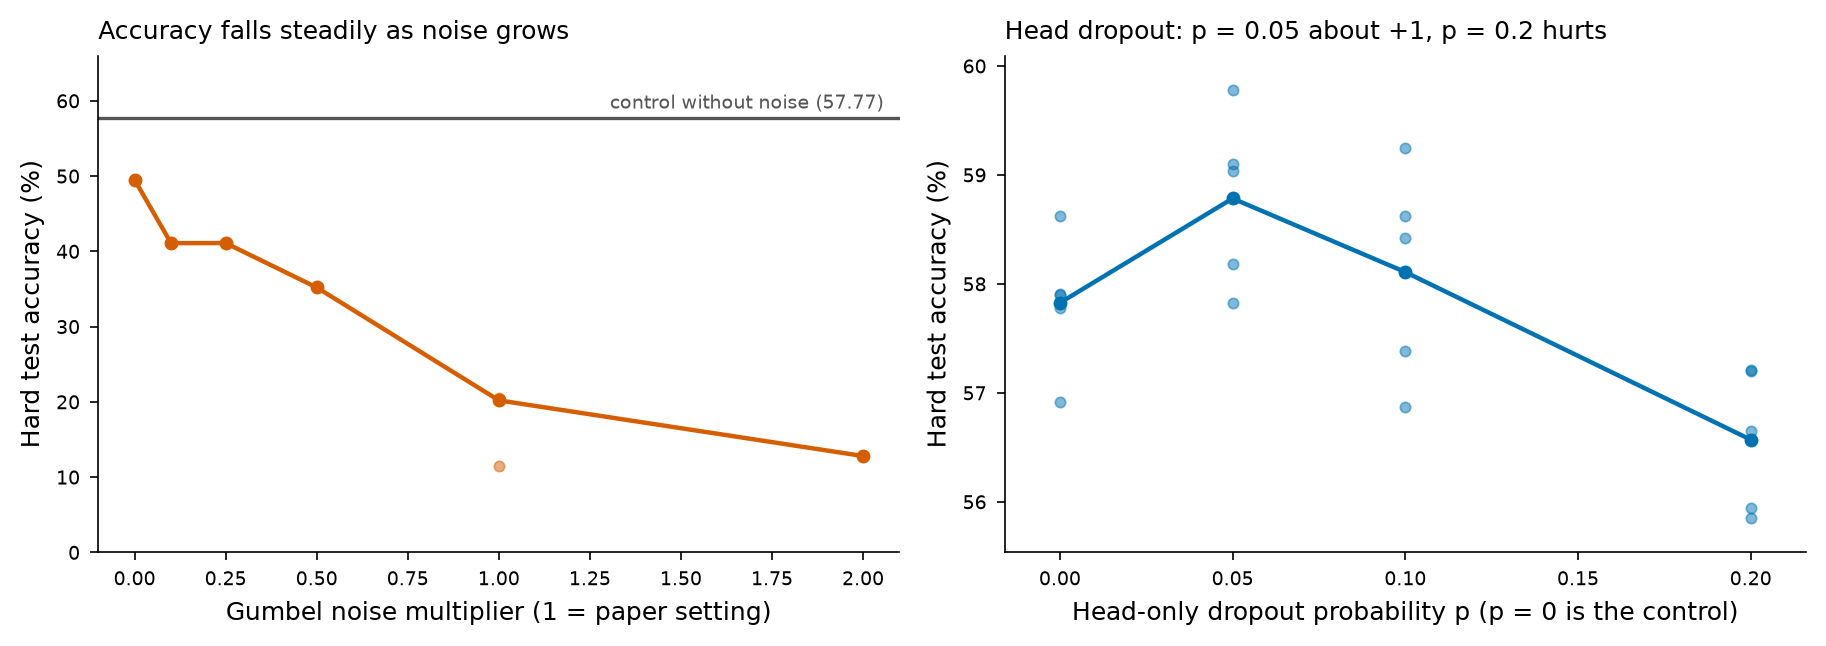 Accuracy falls steadily as noise grows
control without noise (57.77)
Hard test accuracy (%)
60
50
40
30
20
10
0
0.00 0.25 0.50 0.75 1.00 1.25 1.50 1.75 2.00
Gumbel noise multiplier (1 = paper setting)
Head dropout: p = 0.05 about +1, p = 0.2 hurts
Hard test accuracy (%)
60
59
58
57
56
0.00 0.05 0.10 0.15 0.20
Head-only dropout probability p (p = 0 is the control)